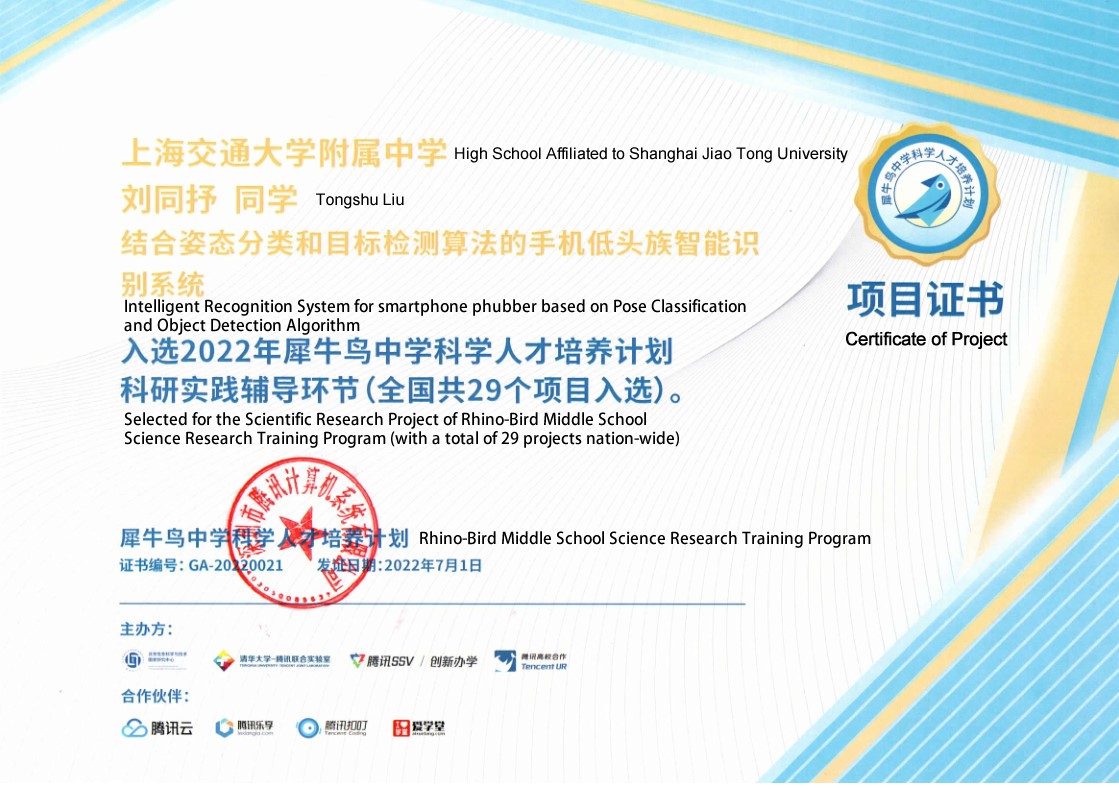 上海交通大学附属中学 High School Affiliated to Shanghai Jiao Tong University
刘同抒 同学 Tongshu Liu
结合姿态分类和目标检测算法的手机低头族智能识
别系统
Intelligent Recognition System for smartphone phubber based on Pose Classification
and Object Detection Algorithm
入选2022年犀牛鸟中学科学人才培养计划
科研实践辅导环节（全国共29个项目入选）。
Selected for the Scientific Research Project of Rhino-Bird Middle School
Science Research Training Program (with a total of 29 projects nation-wide)
犀牛鸟中学科学人才培养计划
项目证书
Certificate of Project
深圳市腾讯计算机系统有限公司
犀牛鸟中学科学人才培养计划 Rhino-Bird Middle School Science Research Training Program
证书编号：GA-20220021 发证日期：2022年7月1日
主办方：
清华大学-腾讯联合实验室
腾讯SSV / 创新办学
腾讯高校合作
Tencent UR
合作伙伴：
腾讯云
腾讯乐享
lexiangla.com
腾讯扣叮
Tencent Coding
爱学堂